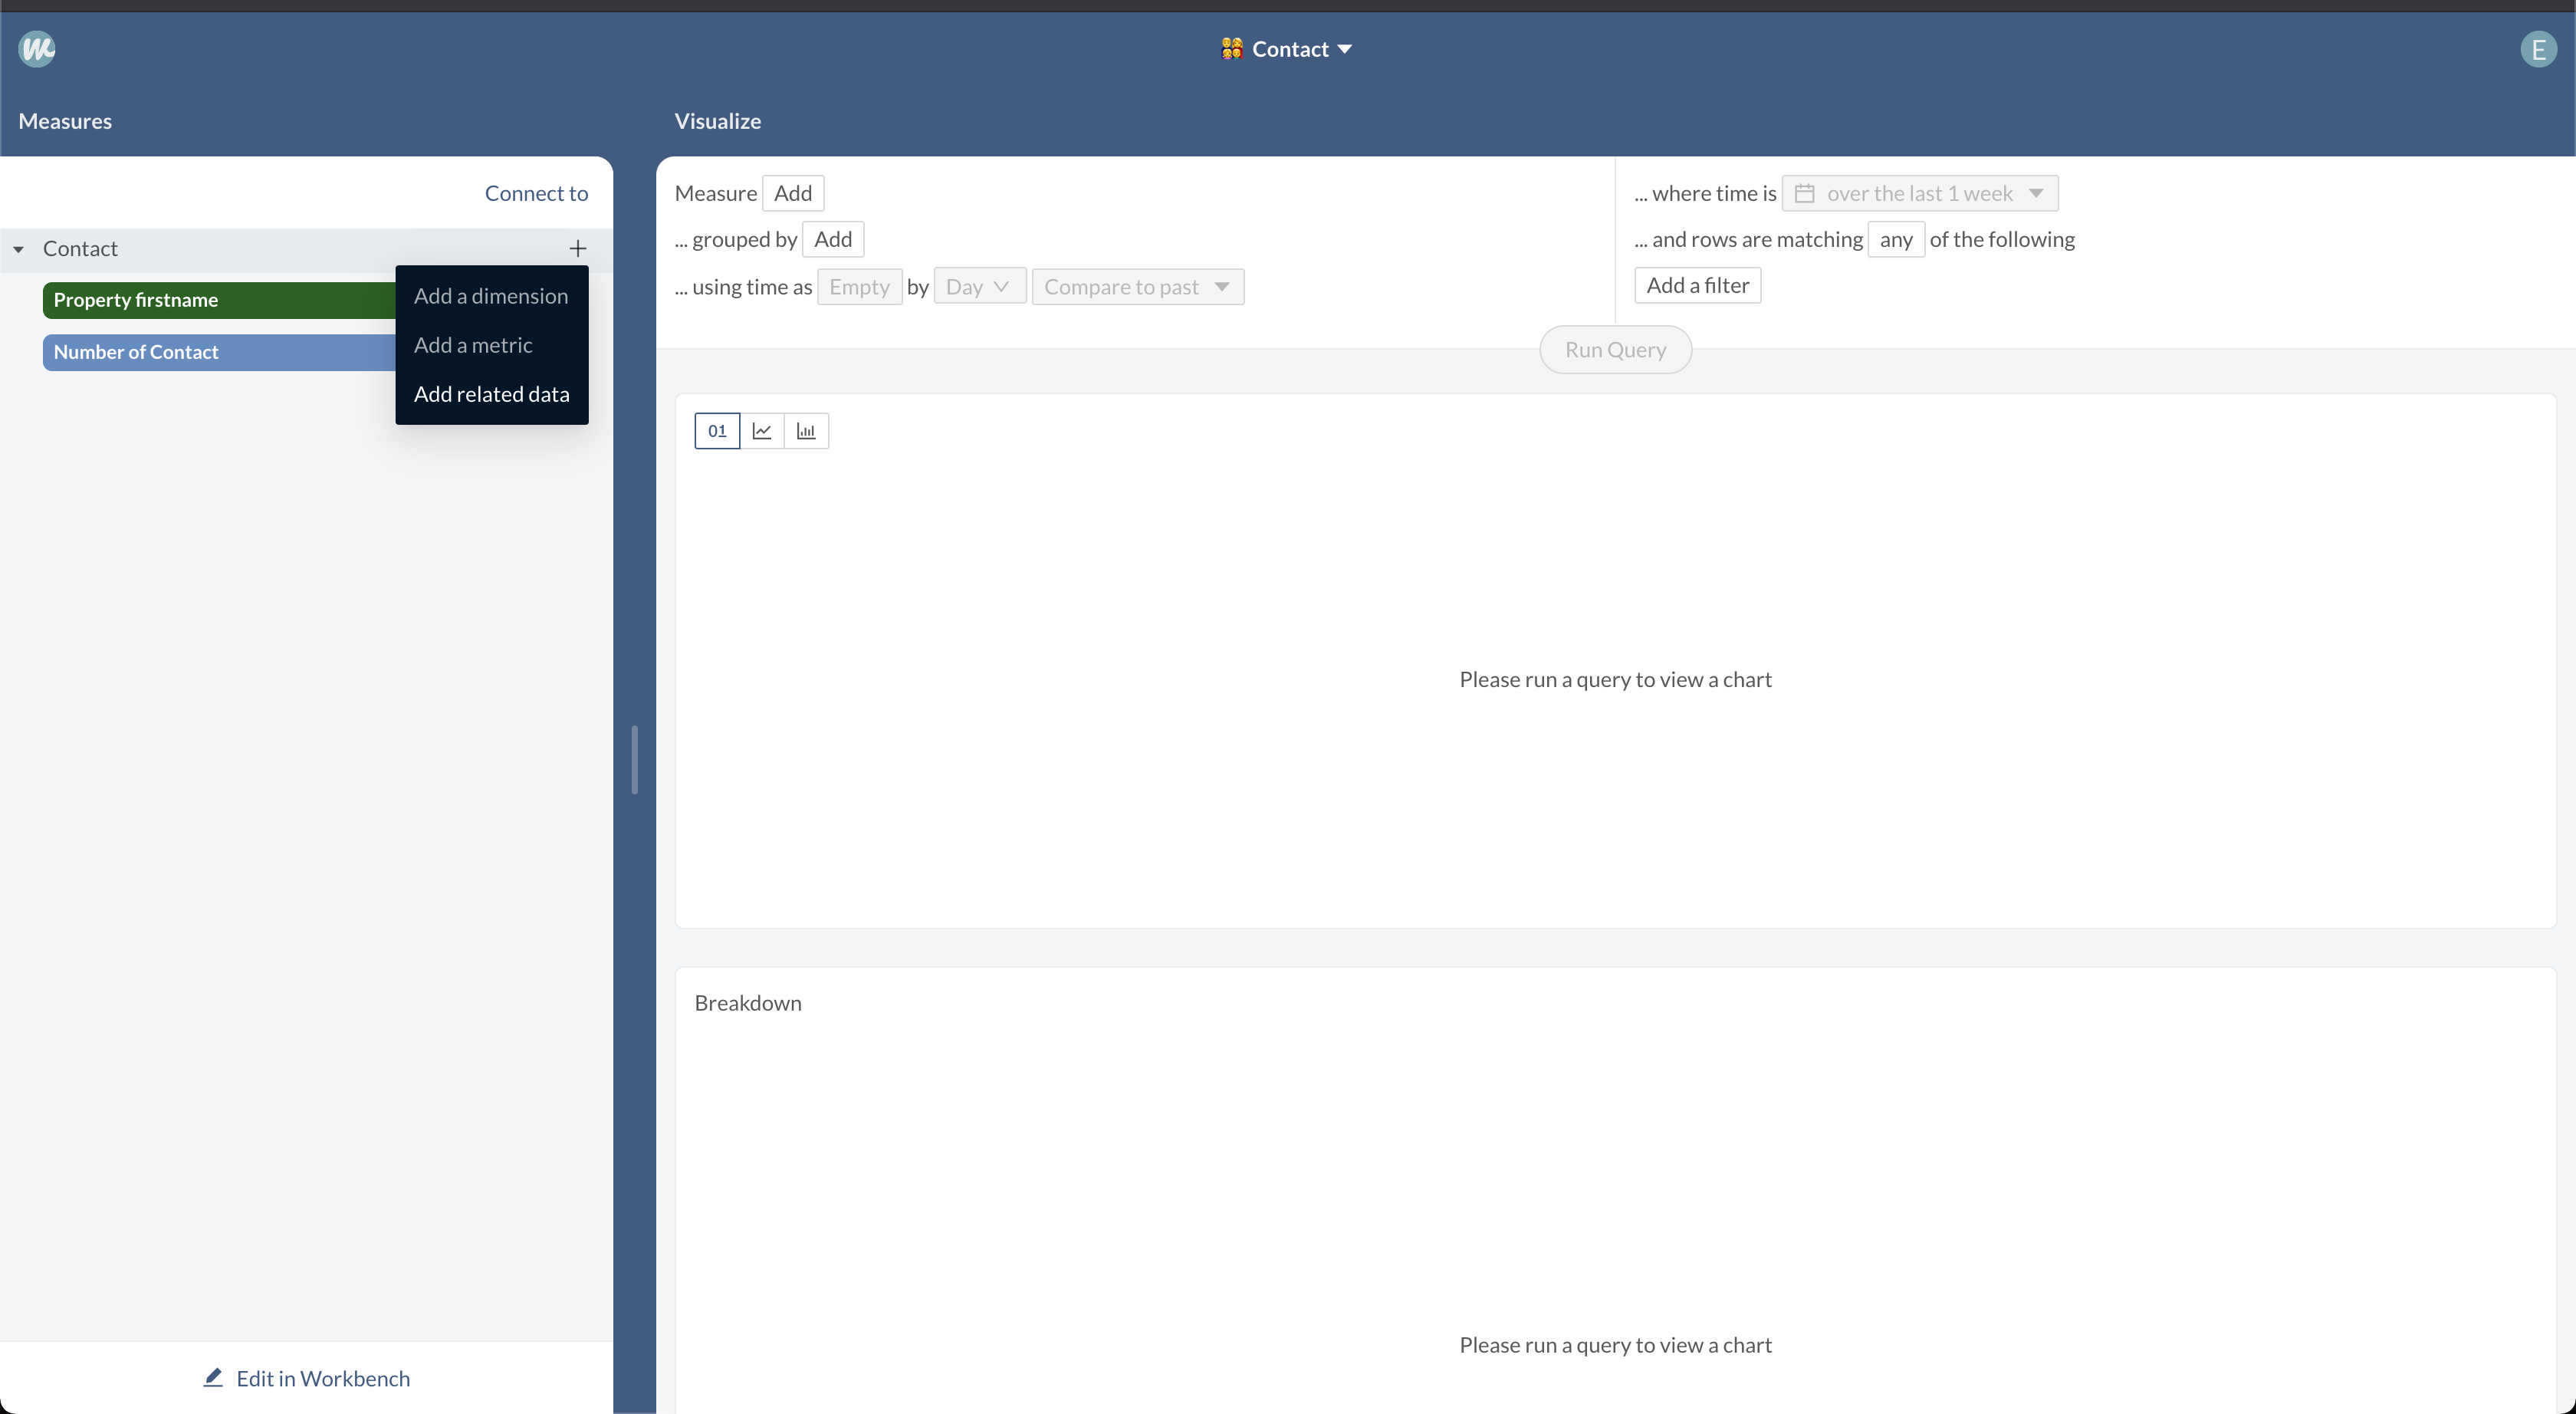 Contact
E
Measures
Visualize
Connect to
Contact
Property firstname
Number of Contact
Add a dimension
Add a metric
Add related data
Measure Add
... grouped by Add
... using time as Empty by Day Compare to past
... where time is over the last 1 week
... and rows are matching any of the following
Add a filter
Run Query
01
Please run a query to view a chart
Breakdown
Please run a query to view a chart
Edit in Workbench